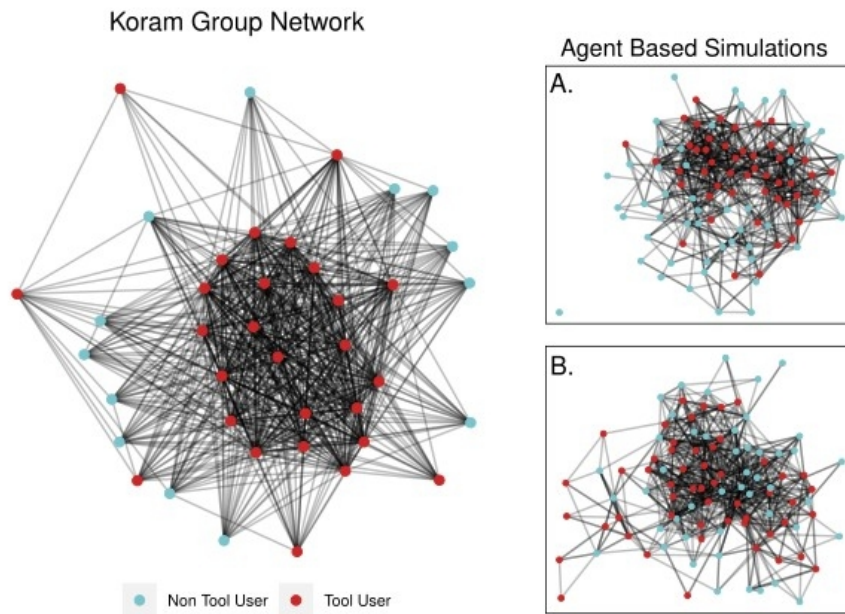 Koram Group Network
Agent Based Simulations
A.
B.
Non Tool User
Tool User